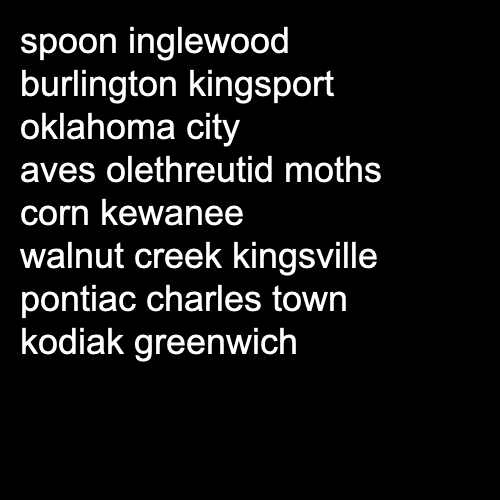 spoon inglewood
burlington kingsport
oklahoma city
aves olethreutid moths
corn kewanee
walnut creek kingsville
pontiac charles town
kodiak greenwich